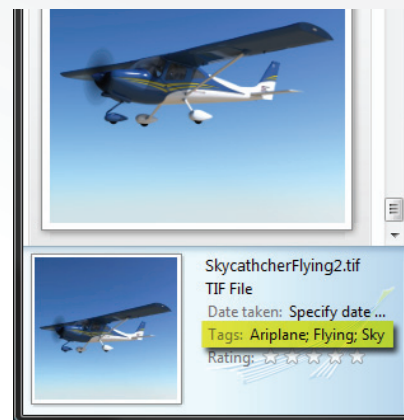 SkycathcherFlying2.tif
TIF File
Date taken: Specify date ...
Tags: Ariplane; Flying; Sky
Rating: